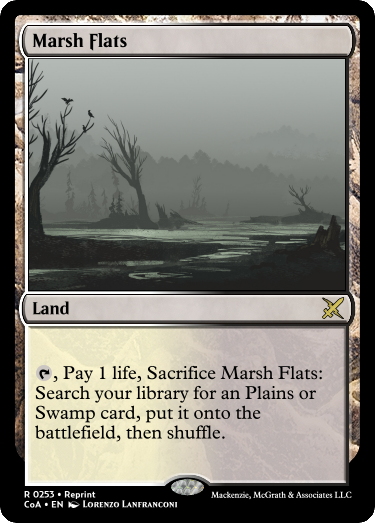 Marsh Flats
Land
, Pay 1 life, Sacrifice Marsh Flats:
Search your library for an Plains or
Swamp card, put it onto the
battlefield, then shuffle.
R 0253 • Reprint
CoA • EN Lorenzo Lanfranconi
Mackenzie, McGrath & Associates LLC